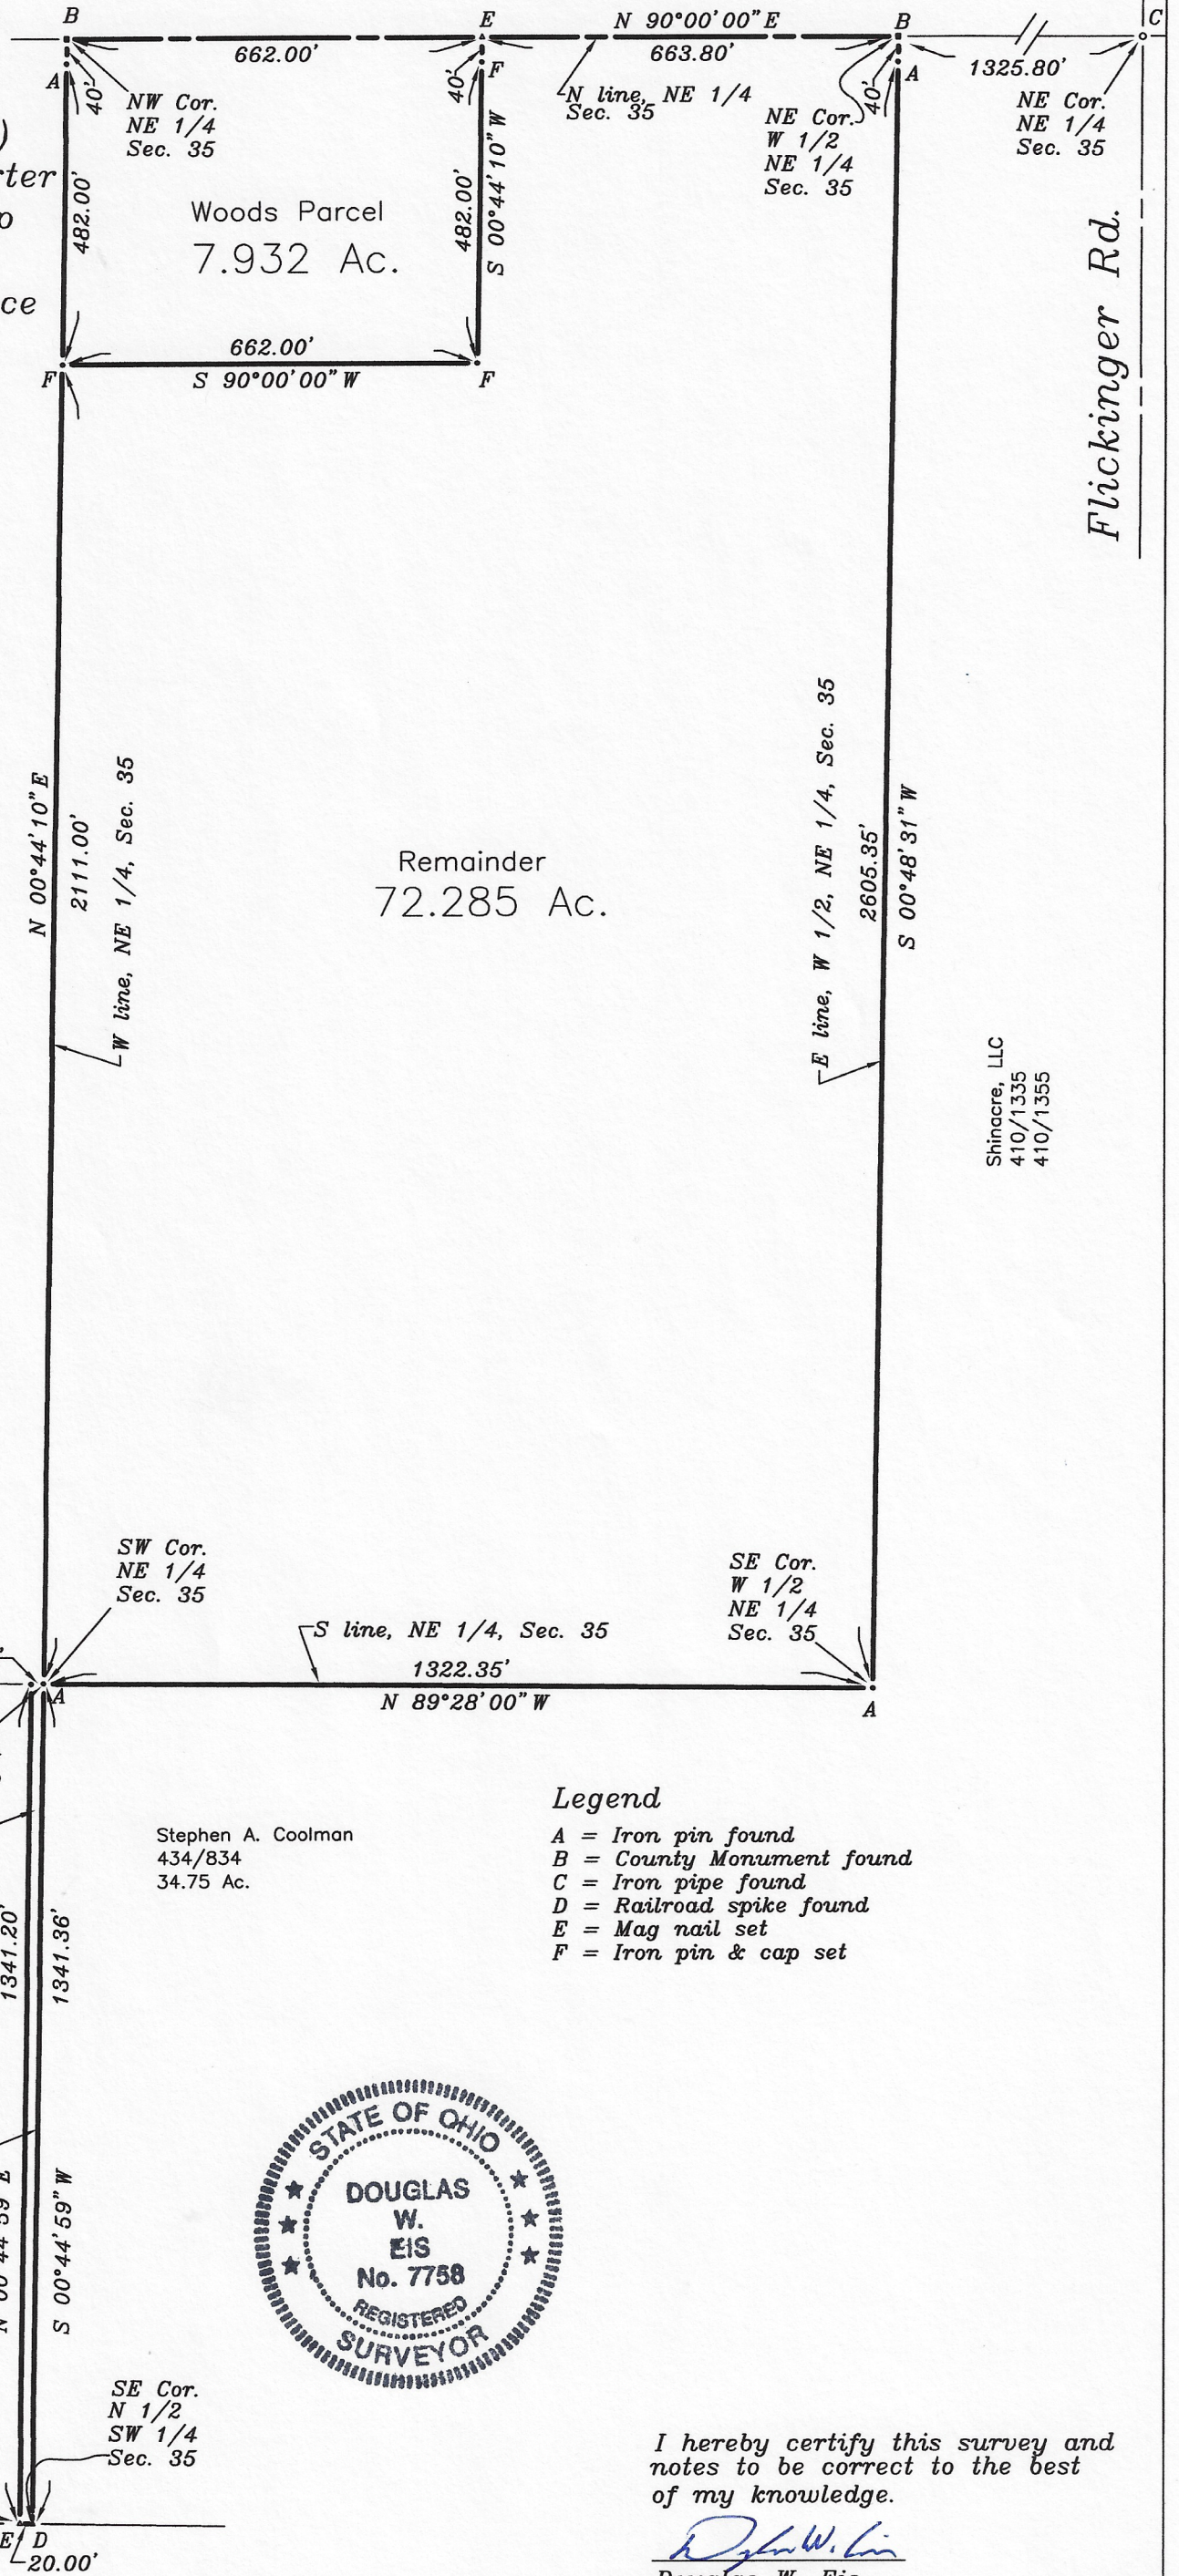 B
E
N 90°00'00" E
B
C
662.00'
663.80'
1325.80'
A
40'
40'
F
40'
A
NW Cor.
NE 1/4
Sec. 35
N line, NE 1/4
Sec. 35
NE Cor.
W 1/2
NE 1/4
Sec. 35
NE Cor.
NE 1/4
Sec. 35
)
rter
p
ce
482.00'
Woods Parcel
7.932 Ac.
482.00'
S 00°44'10" W
Flickinger Rd.
662.00'
F
S 90°00'00" W
F
N 00°44'10" E
2111.00'
W line, NE 1/4, Sec. 35
Remainder
72.285 Ac.
E line, W 1/2, NE 1/4, Sec. 35
2605.35'
S 00°48'31" W
Shinacre, LLC
410/1335
410/1355
SW Cor.
NE 1/4
Sec. 35
SE Cor.
W 1/2
NE 1/4
Sec. 35
S line, NE 1/4, Sec. 35
1322.35'
A
N 89°28'00" W
A
Stephen A. Coolman
434/834
34.75 Ac.
Legend
A = Iron pin found
B = County Monument found
C = Iron pipe found
D = Railroad spike found
E = Mag nail set
F = Iron pin & cap set
1341.20'
1341.36'
S 00°44'59" W
STATE OF OHIO
DOUGLAS
W.
EIS
No. 7758
REGISTERED
SURVEYOR
SE Cor.
N 1/2
SW 1/4
Sec. 35
E D
20.00'
I hereby certify this survey and
notes to be correct to the best
of my knowledge.
Douglas W. Eis